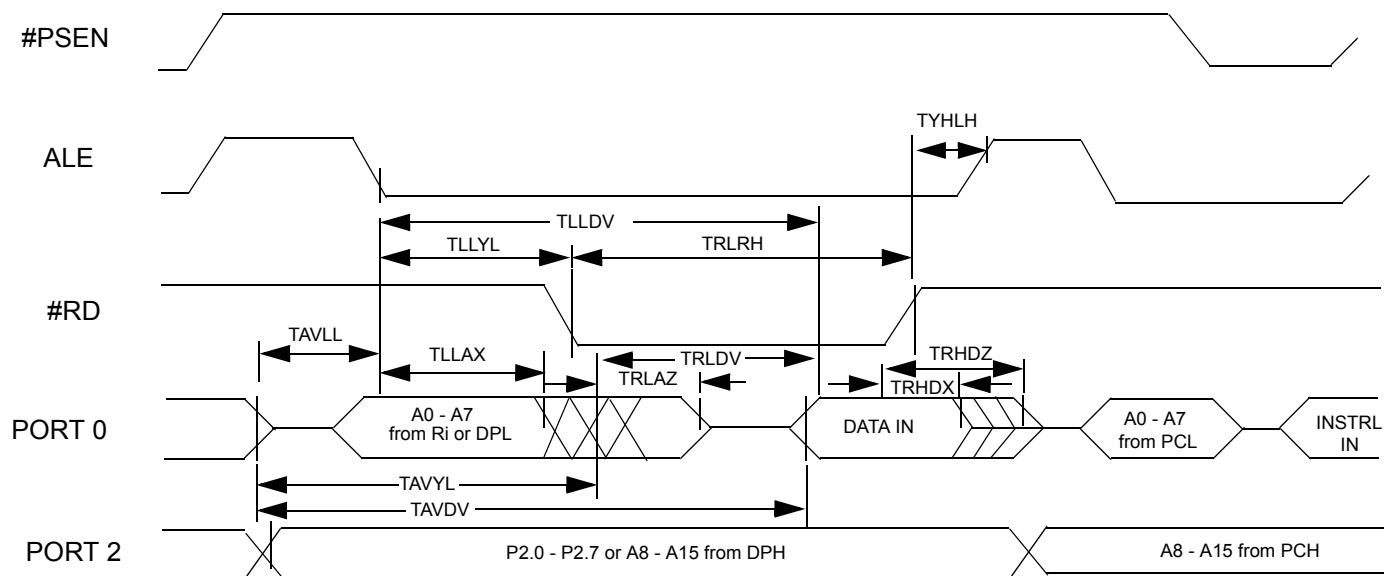 #PSEN
TYHLH
ALE
TLLDV
TLLYL
TRLRH
#RD
TAVLL
TLLAX
TRLDV
TRHDZ
TRLAZ
TRHDX
PORT 0
A0 - A7
from Ri or DPL
DATA IN
A0 - A7
from PCL
INSTRL
IN
TAVYL
TAVDV
PORT 2
P2.0 - P2.7 or A8 - A15 from DPH
A8 - A15 from PCH